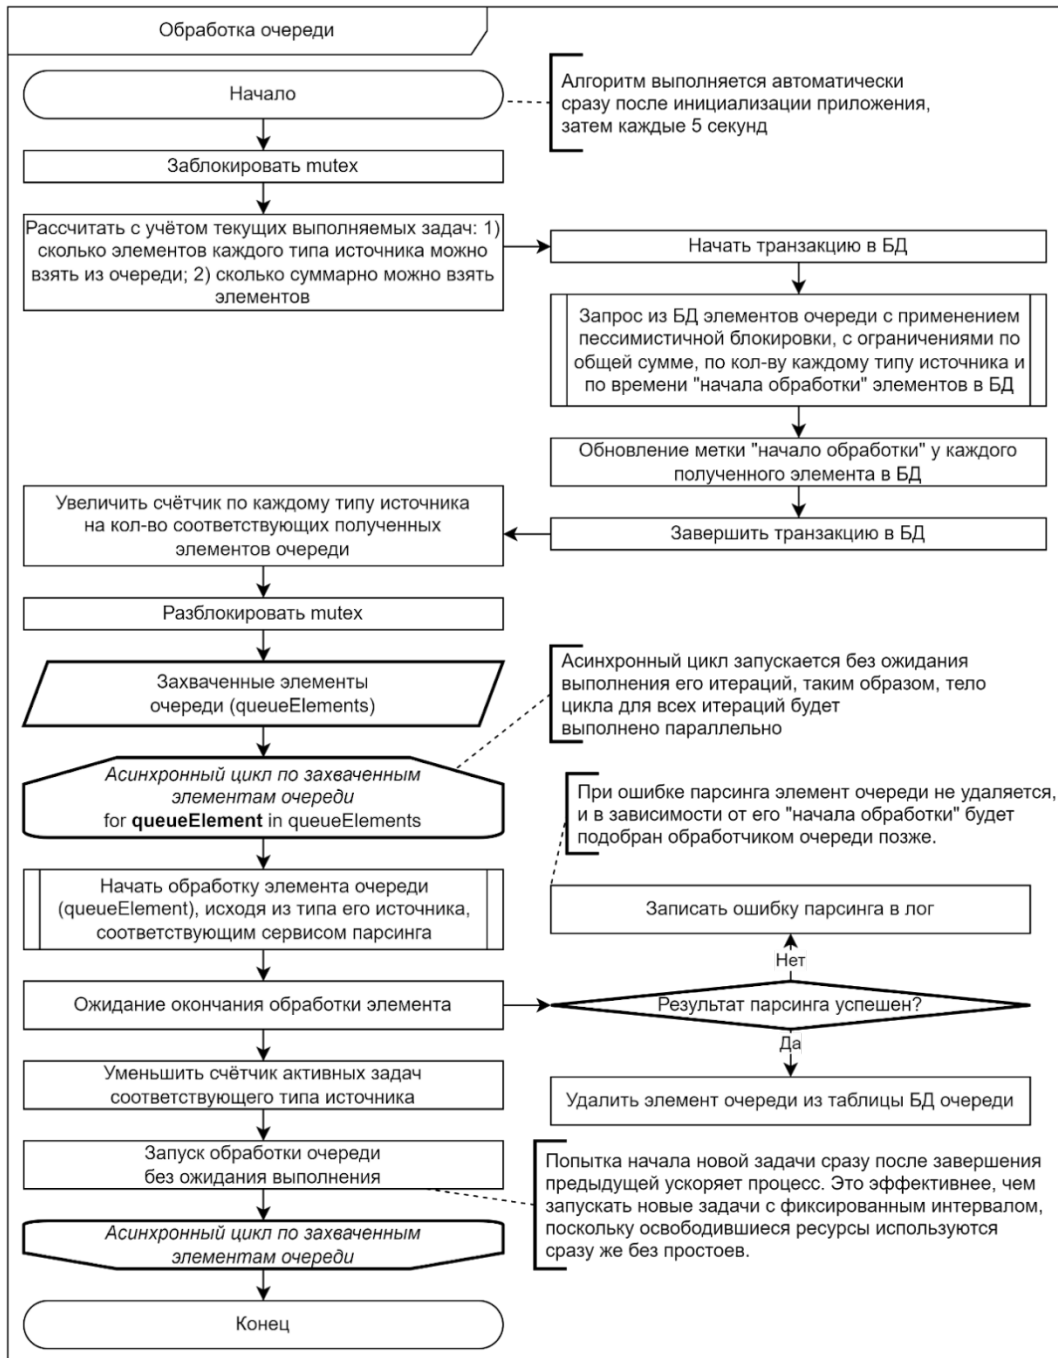 Обработка очереди
Начало
Алгоритм выполняется автоматически
сразу после инициализации приложения,
затем каждые 5 секунд
Заблокировать mutex
Рассчитать с учётом текущих выполняемых задач: 1)
сколько элементов каждого типа источника можно
взять из очереди; 2) сколько суммарно можно взять
элементов
Начать транзакцию в БД
Запрос из БД элементов очереди с применением
пессимистичной блокировки, с ограничениями по
общей сумме, по кол-ву каждому типу источника и
по времени "начала обработки" элементов в БД
Обновление метки "начало обработки" у каждого
полученного элемента в БД
Завершить транзакцию в БД
Увеличить счётчик по каждому типу источника
на кол-во соответствующих полученных
элементов очереди
Разблокировать mutex
Захваченные элементы
очереди (queueElements)
Асинхронный цикл запускается без ожидания
выполнения его итераций, таким образом, тело
цикла для всех итераций будет
выполнено параллельно
Асинхронный цикл по захваченным
элементам очереди
for queueElement in queueElements
При ошибке парсинга элемент очереди не удаляется,
и в зависимости от его "начала обработки" будет
подобран обработчиком очереди позже.
Начать обработку элемента очереди
(queueElement), исходя из типа его источника,
соответствующим сервисом парсинга
Записать ошибку парсинга в лог
Нет
Ожидание окончания обработки элемента
Результат парсинга успешен?
Да
Уменьшить счётчик активных задач
соответствующего типа источника
Удалить элемент очереди из таблицы БД очереди
Запуск обработки очереди
без ожидания выполнения
Попытка начала новой задачи сразу после завершения
предыдущей ускоряет процесс. Это эффективнее, чем
запускать новые задачи с фиксированным интервалом,
поскольку освободившиеся ресурсы используются
сразу же без простоев.
Асинхронный цикл по захваченным
элементам очереди
Конец